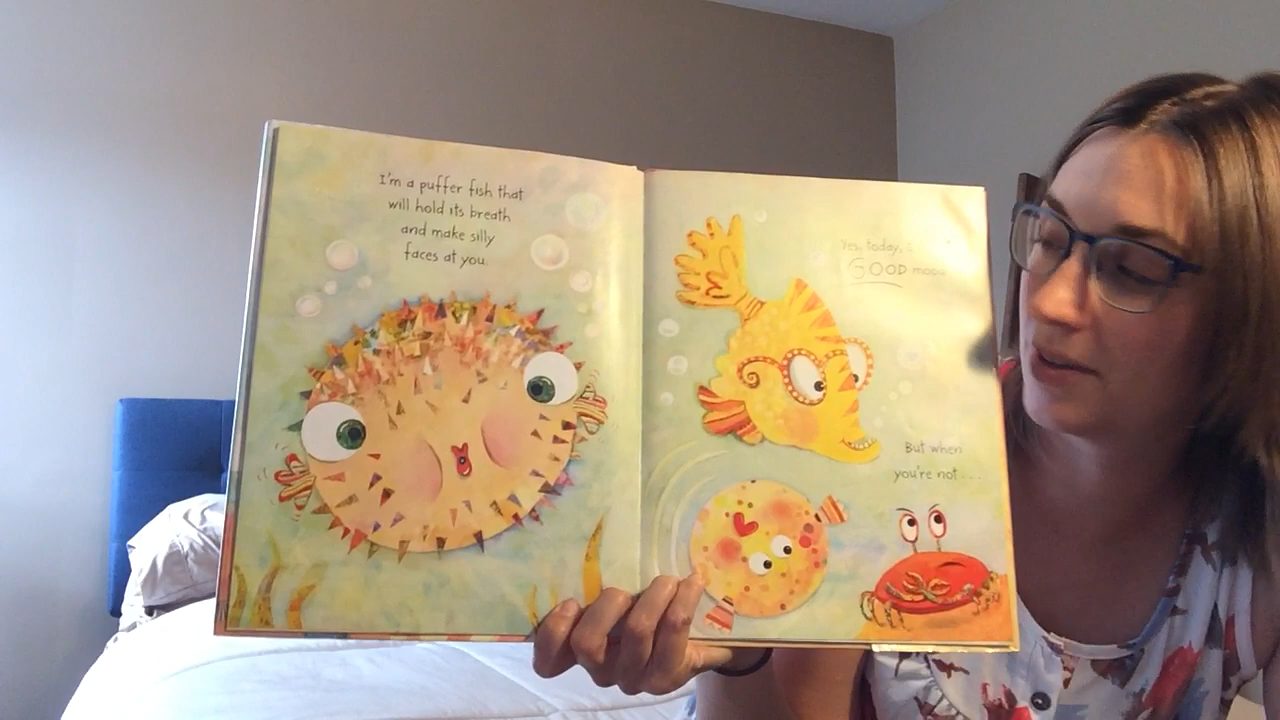 I'm a puffer fish that
will hold its breath
and make silly
faces at you.
Yes, today,
GOOD mood
But when
you're not . . .